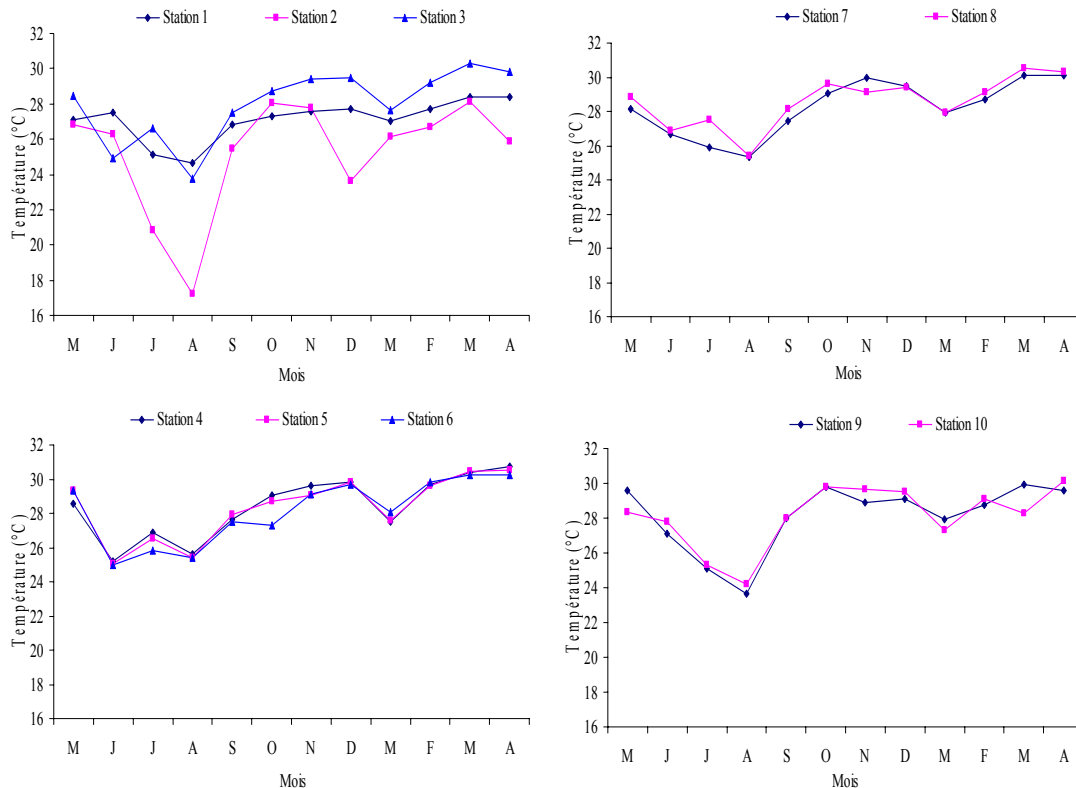 Station 1 Station 2 Station 3
32
30
28
26
24
22
20
18
16
Température (°C)
M J J A S O N D M F M A
Mois
Station 7 Station 8
32
30
28
26
24
22
20
18
16
Température (°C)
M J J A S O N D M F M A
Mois
Station 4 Station 5 Station 6
32
30
28
26
24
22
20
18
16
Température (°C)
M J J A S O N D M F M A
Mois
Station 9 Station 10
32
30
28
26
24
22
20
18
16
Température (°C)
M J J A S O N D M F M A
Mois